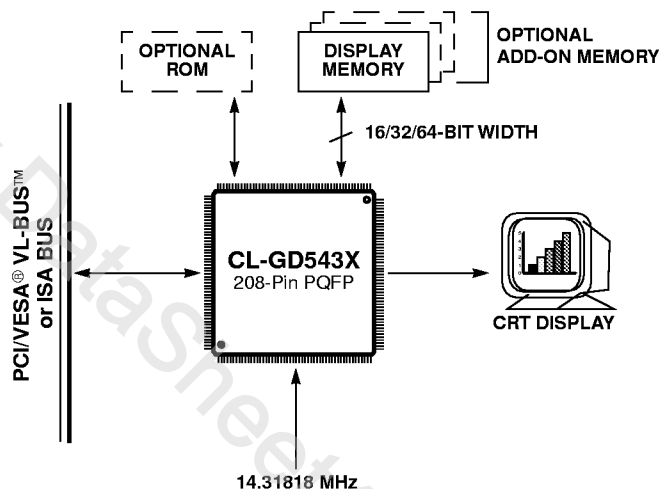 OPTIONAL
ROM
DISPLAY
MEMORY
OPTIONAL
ADD-ON MEMORY
16/32/64-BIT WIDTH
PCI/VESA® VL-BUS™
or ISA BUS
CL-GD543X
208-Pin PQFP
CRT DISPLAY
14.31818 MHz
DataSheet